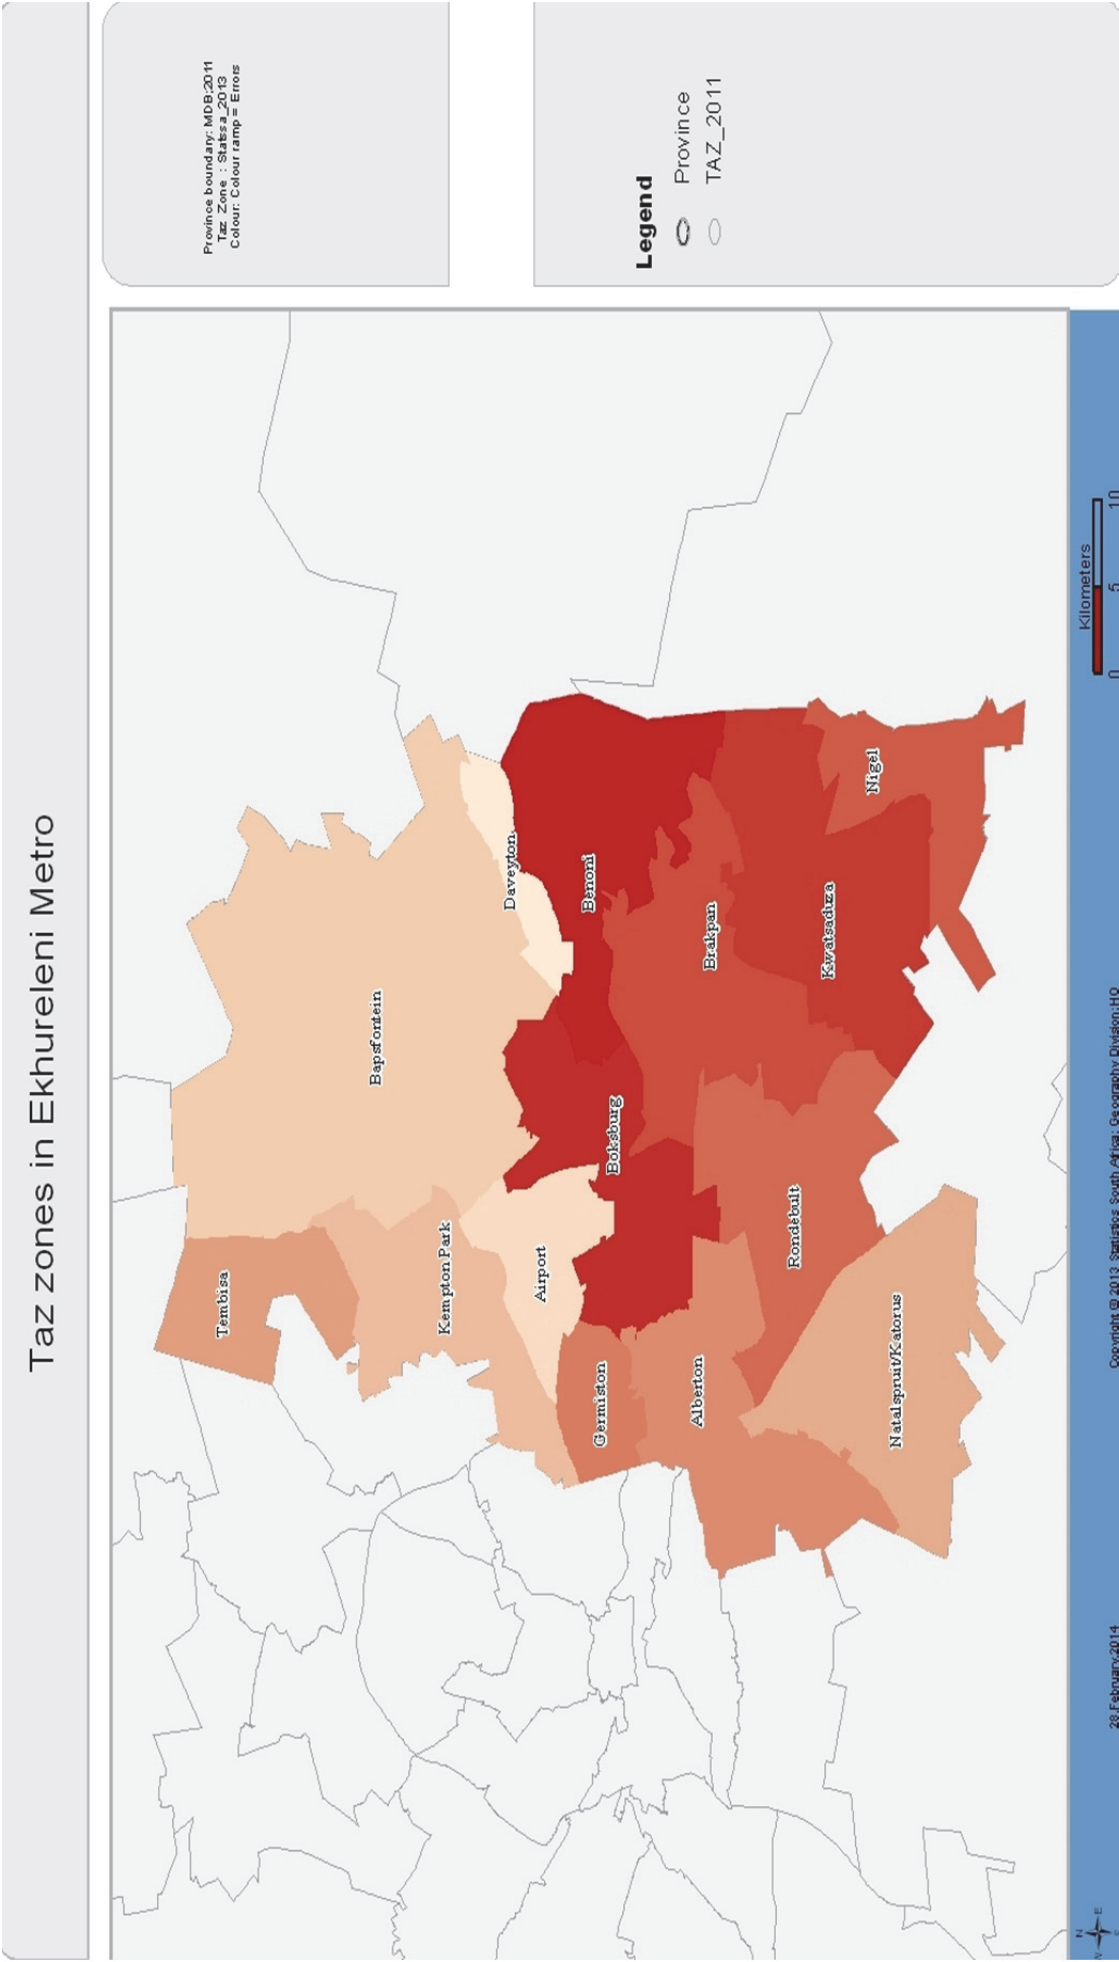 Taz zones in Ekhureleni Metro
Province boundary: MDB;2011
Taz Zone : Statssa_2013
Colour: Colour ramp = Errors
Legend
Province
TAZ_2011
Tembisa
Bapsfontein
Kempton Park
Daveyton
Airport
Benoni
Boksburg
Germiston
Brakpan
Alberton
Rondebult
Kwatsaduza
Nigel
Natalspruit/Katorus
Kilometers
0 5 10
N
E
S
28.February.2014
Copyright @ 2013 Statistics South Africa: Geography Division:HO